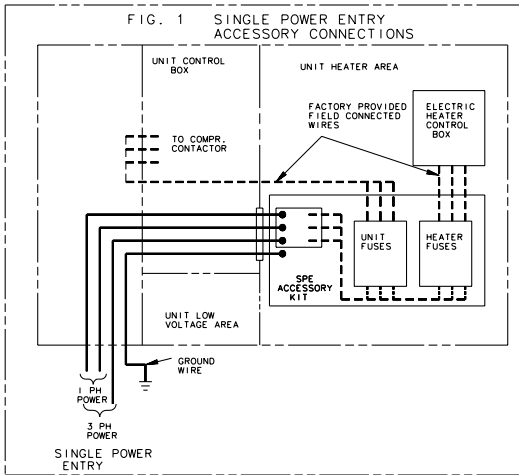 FIG. 1 SINGLE POWER ENTRY
ACCESSORY CONNECTIONS
UNIT CONTROL
BOX
UNIT HEATER AREA
FACTORY PROVIDED
FIELD CONNECTED
WIRES
ELECTRIC
HEATER
CONTROL
BOX
TO COMPR.
CONTACTOR
UNIT
FUSES
HEATER
FUSES
SPE
ACCESSORY
KIT
UNIT LOW
VOLTAGE AREA
GROUND
WIRE
1 PH
POWER
3 PH
POWER
SINGLE POWER
ENTRY